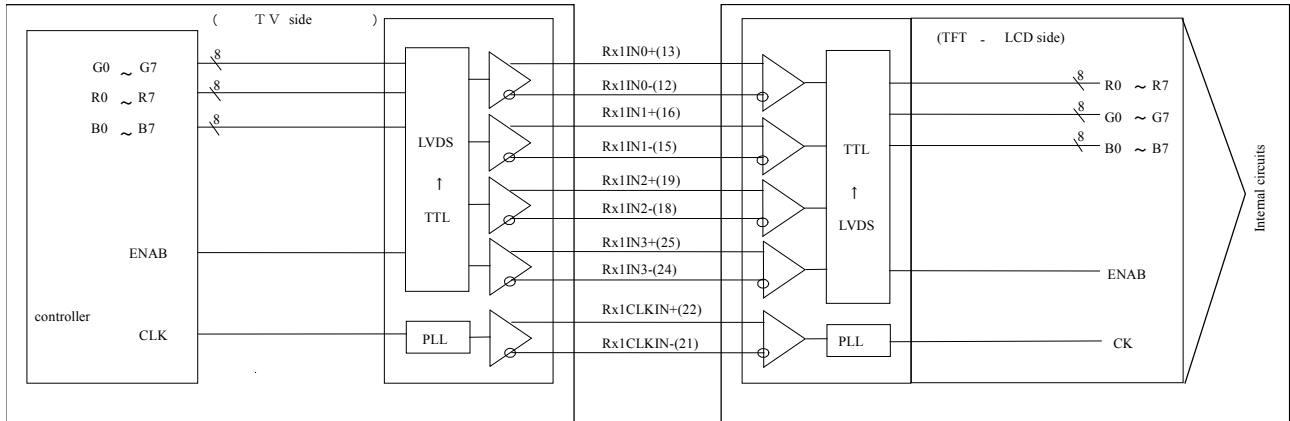 ( ＴＶ side )
8
G0 ～ G7
8
R0 ～ R7
8
B0 ～ B7
ENAB
controller
CLK
LVDS
↑
TTL
PLL
Rx1IN0+(13)
Rx1IN0-(12)
Rx1IN1+(16)
Rx1IN1-(15)
Rx1IN2+(19)
Rx1IN2-(18)
Rx1IN3+(25)
Rx1IN3-(24)
Rx1CLKIN+(22)
Rx1CLKIN-(21)
TTL
↑
LVDS
PLL
(TFT - LCD side)
8
R0 ～ R7
8
G0 ～ G7
8
B0 ～ B7
ENAB
CK
Internal circuits